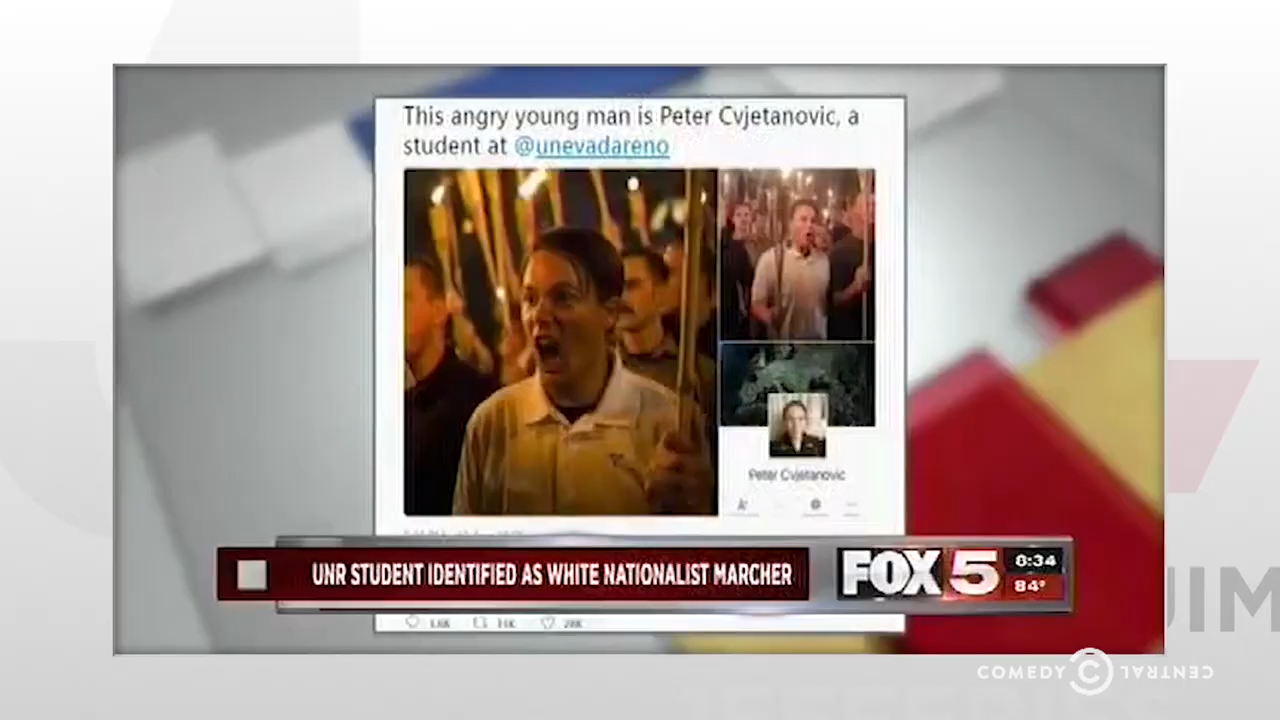 This angry young man is Peter Cvjetanovic, a
student at @unevadareno
Peter Cvjetanovic
UNR STUDENT IDENTIFIED AS WHITE NATIONALIST MARCHER
FOX 5
8:34
84°
COMEDY C CENTRAL